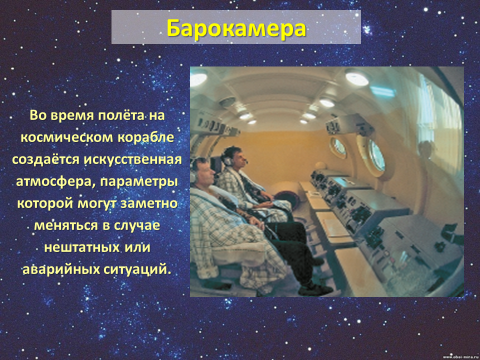 Барокамера
Во время полёта на
космическом корабле
создаётся искусственная
атмосфера, параметры
которой могут заметно
меняться в случае
нештатных или
аварийных ситуаций.